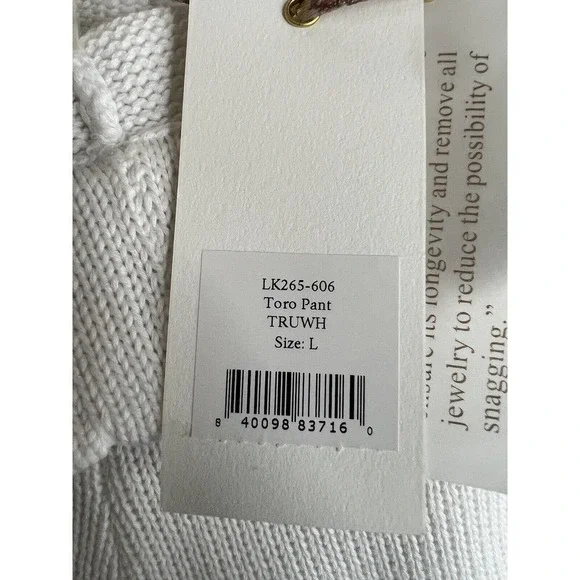 LK265-606
Toro Pant
TRUWH
Size: L
8 40098 83716 0
its longevity and remove all
jewelry to reduce the possibility of
snagging.”